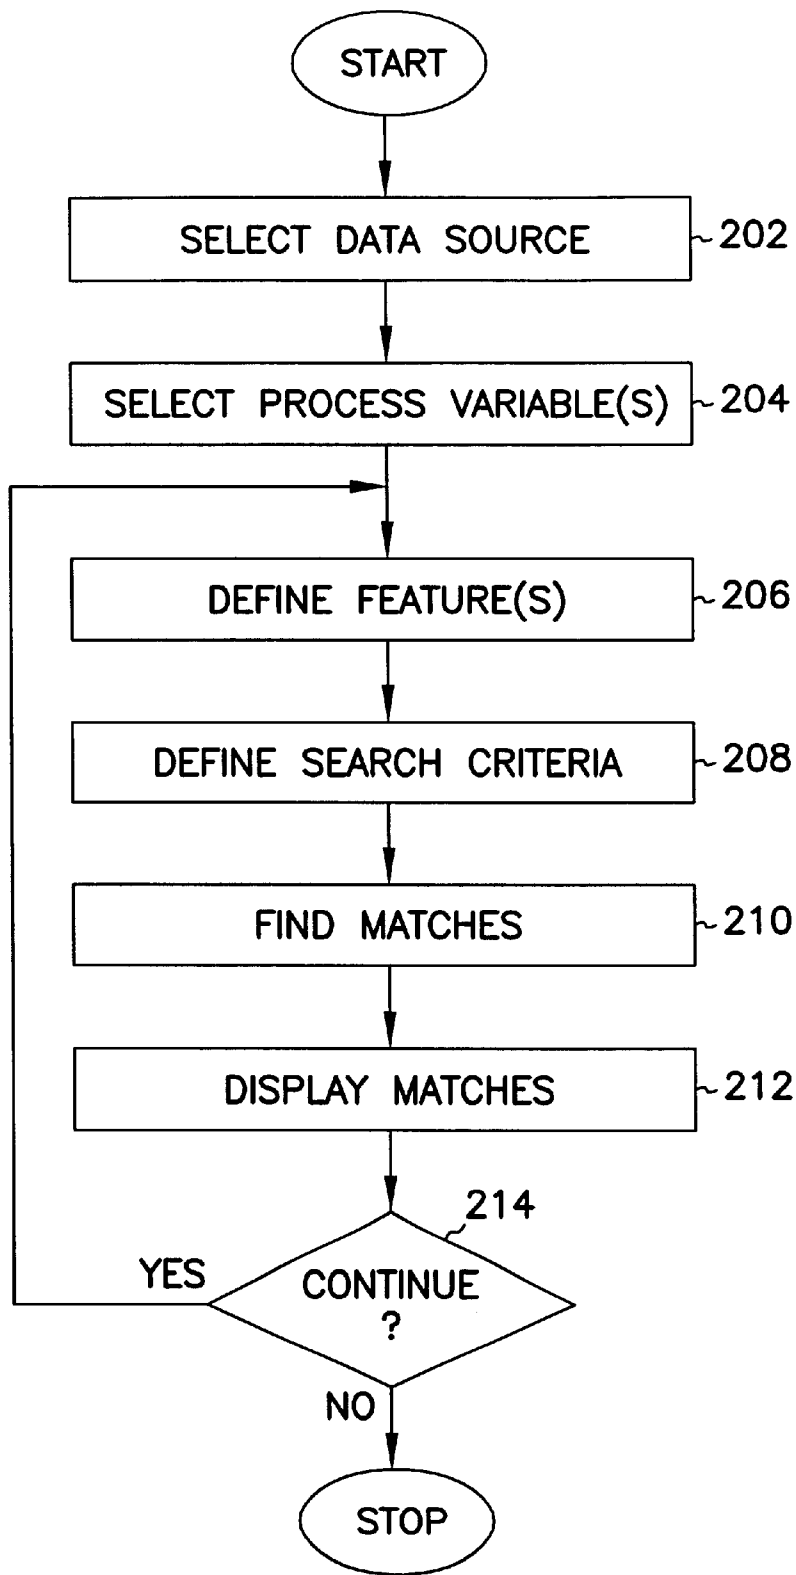 START
SELECT DATA SOURCE
202
SELECT PROCESS VARIABLE(S)
204
DEFINE FEATURE(S)
206
DEFINE SEARCH CRITERIA
208
FIND MATCHES
210
DISPLAY MATCHES
212
214
YES
CONTINUE
?
NO
STOP